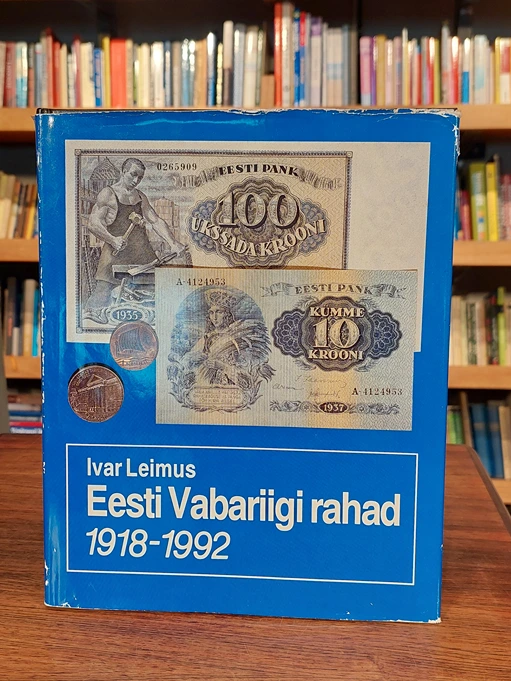 0265909
EESTI PANK
100
ÜKSSADA KROONI
1935
A-4124953
EESTI PANK
KÜMME
10
KROONI
A-4124953
1937
Ivar Leimus
Eesti Vabariigi rahad
1918-1992